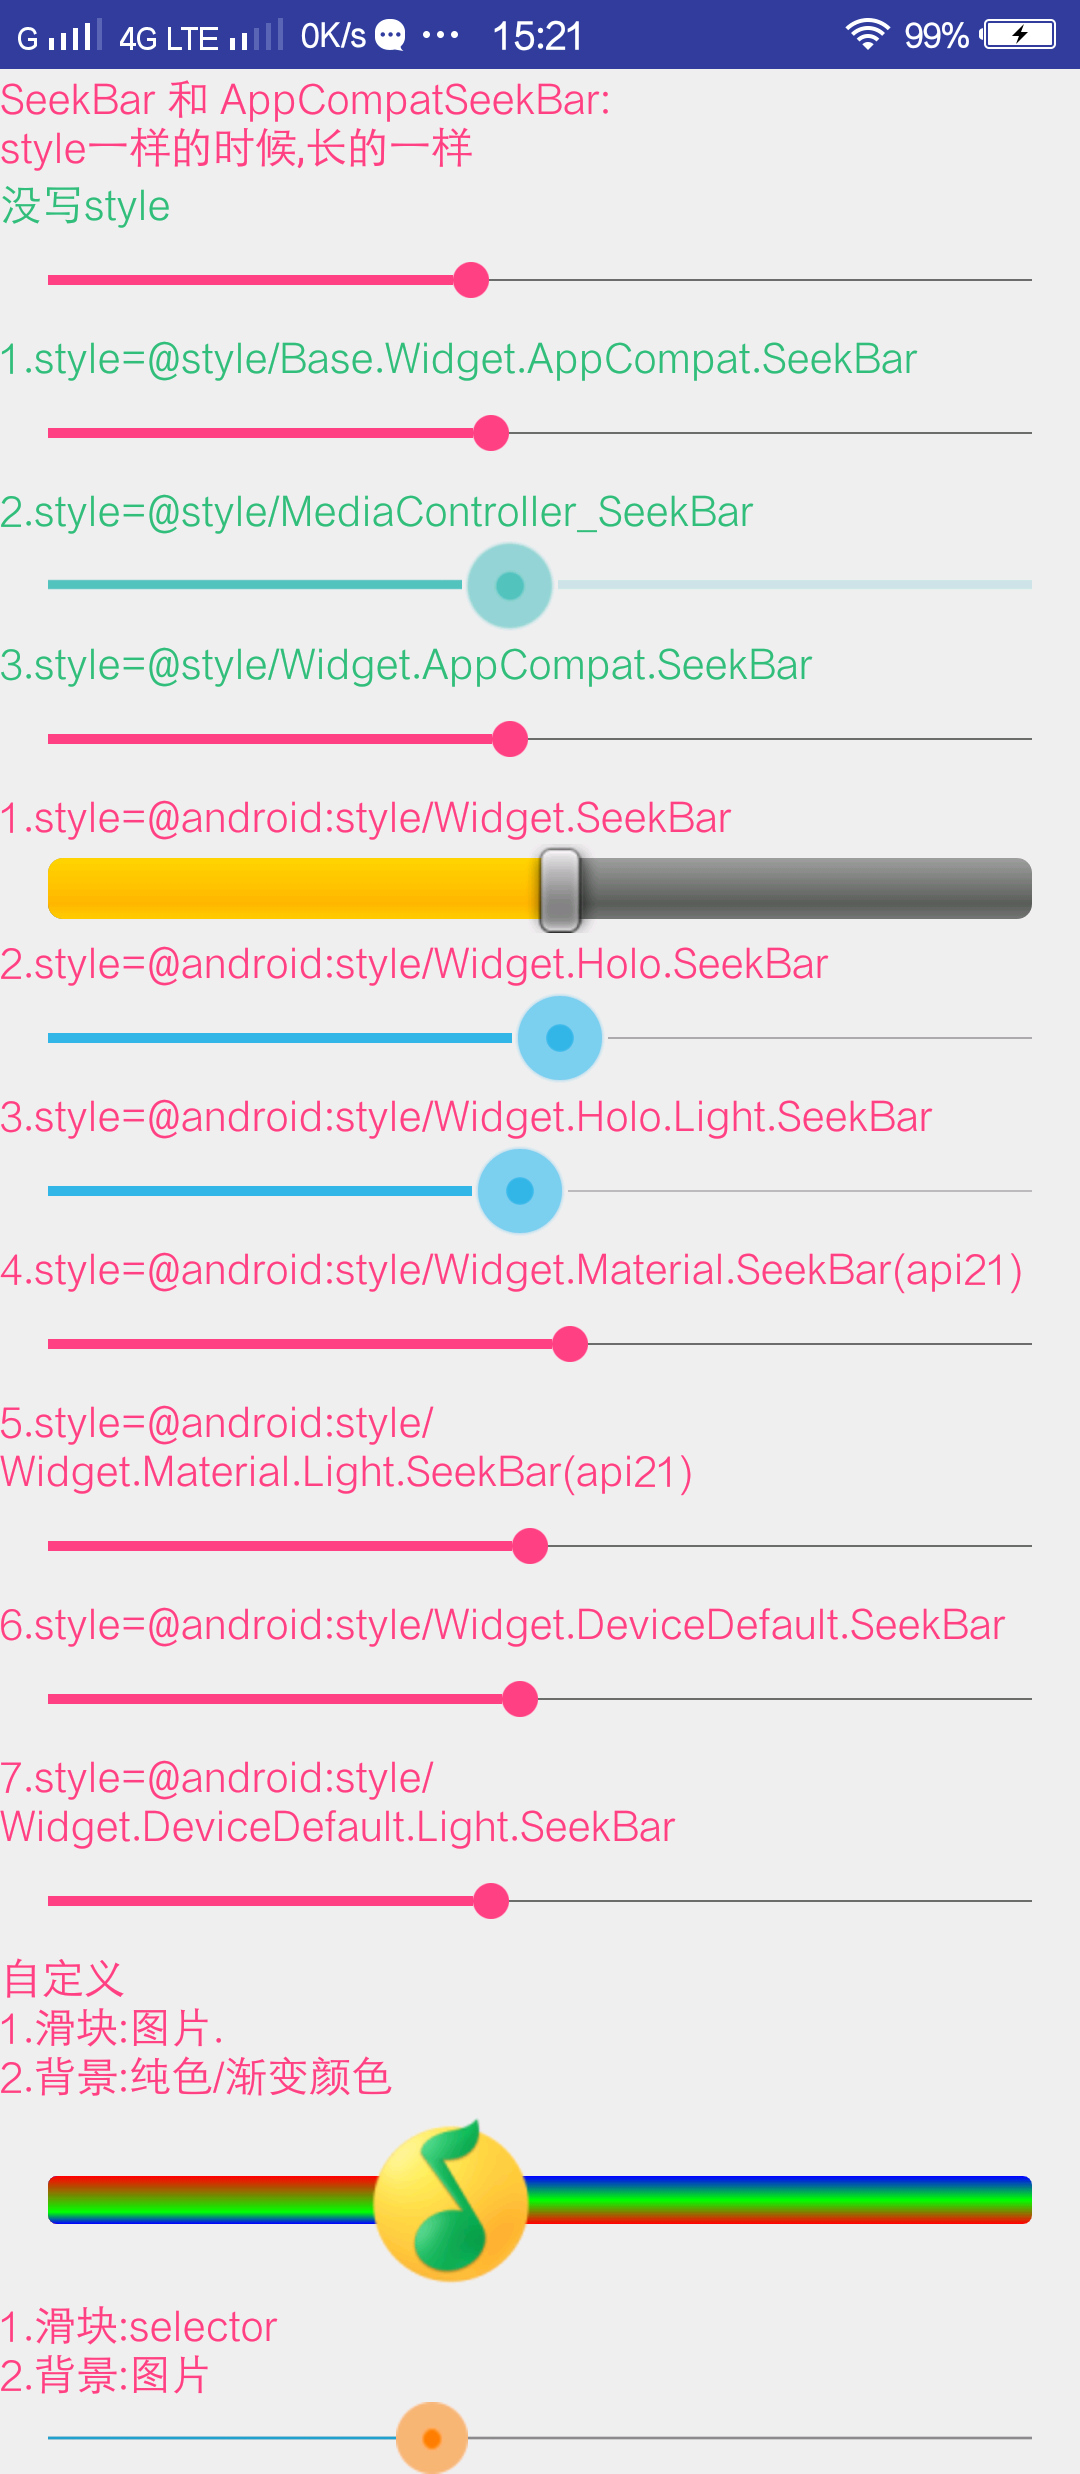 G 4G LTE 0K/s 15:21 99%
SeekBar 和 AppCompatSeekBar:
style一样的时候,长的一样
没写style
1.style=@style/Base.Widget.AppCompat.SeekBar
2.style=@style/MediaController_SeekBar
3.style=@style/Widget.AppCompat.SeekBar
1.style=@android:style/Widget.SeekBar
2.style=@android:style/Widget.Holo.SeekBar
3.style=@android:style/Widget.Holo.Light.SeekBar
4.style=@android:style/Widget.Material.SeekBar(api21)
5.style=@android:style/
Widget.Material.Light.SeekBar(api21)
6.style=@android:style/Widget.DeviceDefault.SeekBar
7.style=@android:style/
Widget.DeviceDefault.Light.SeekBar
自定义
1.滑块:图片.
2.背景:纯色/渐变颜色
1.滑块:selector
2.背景:图片